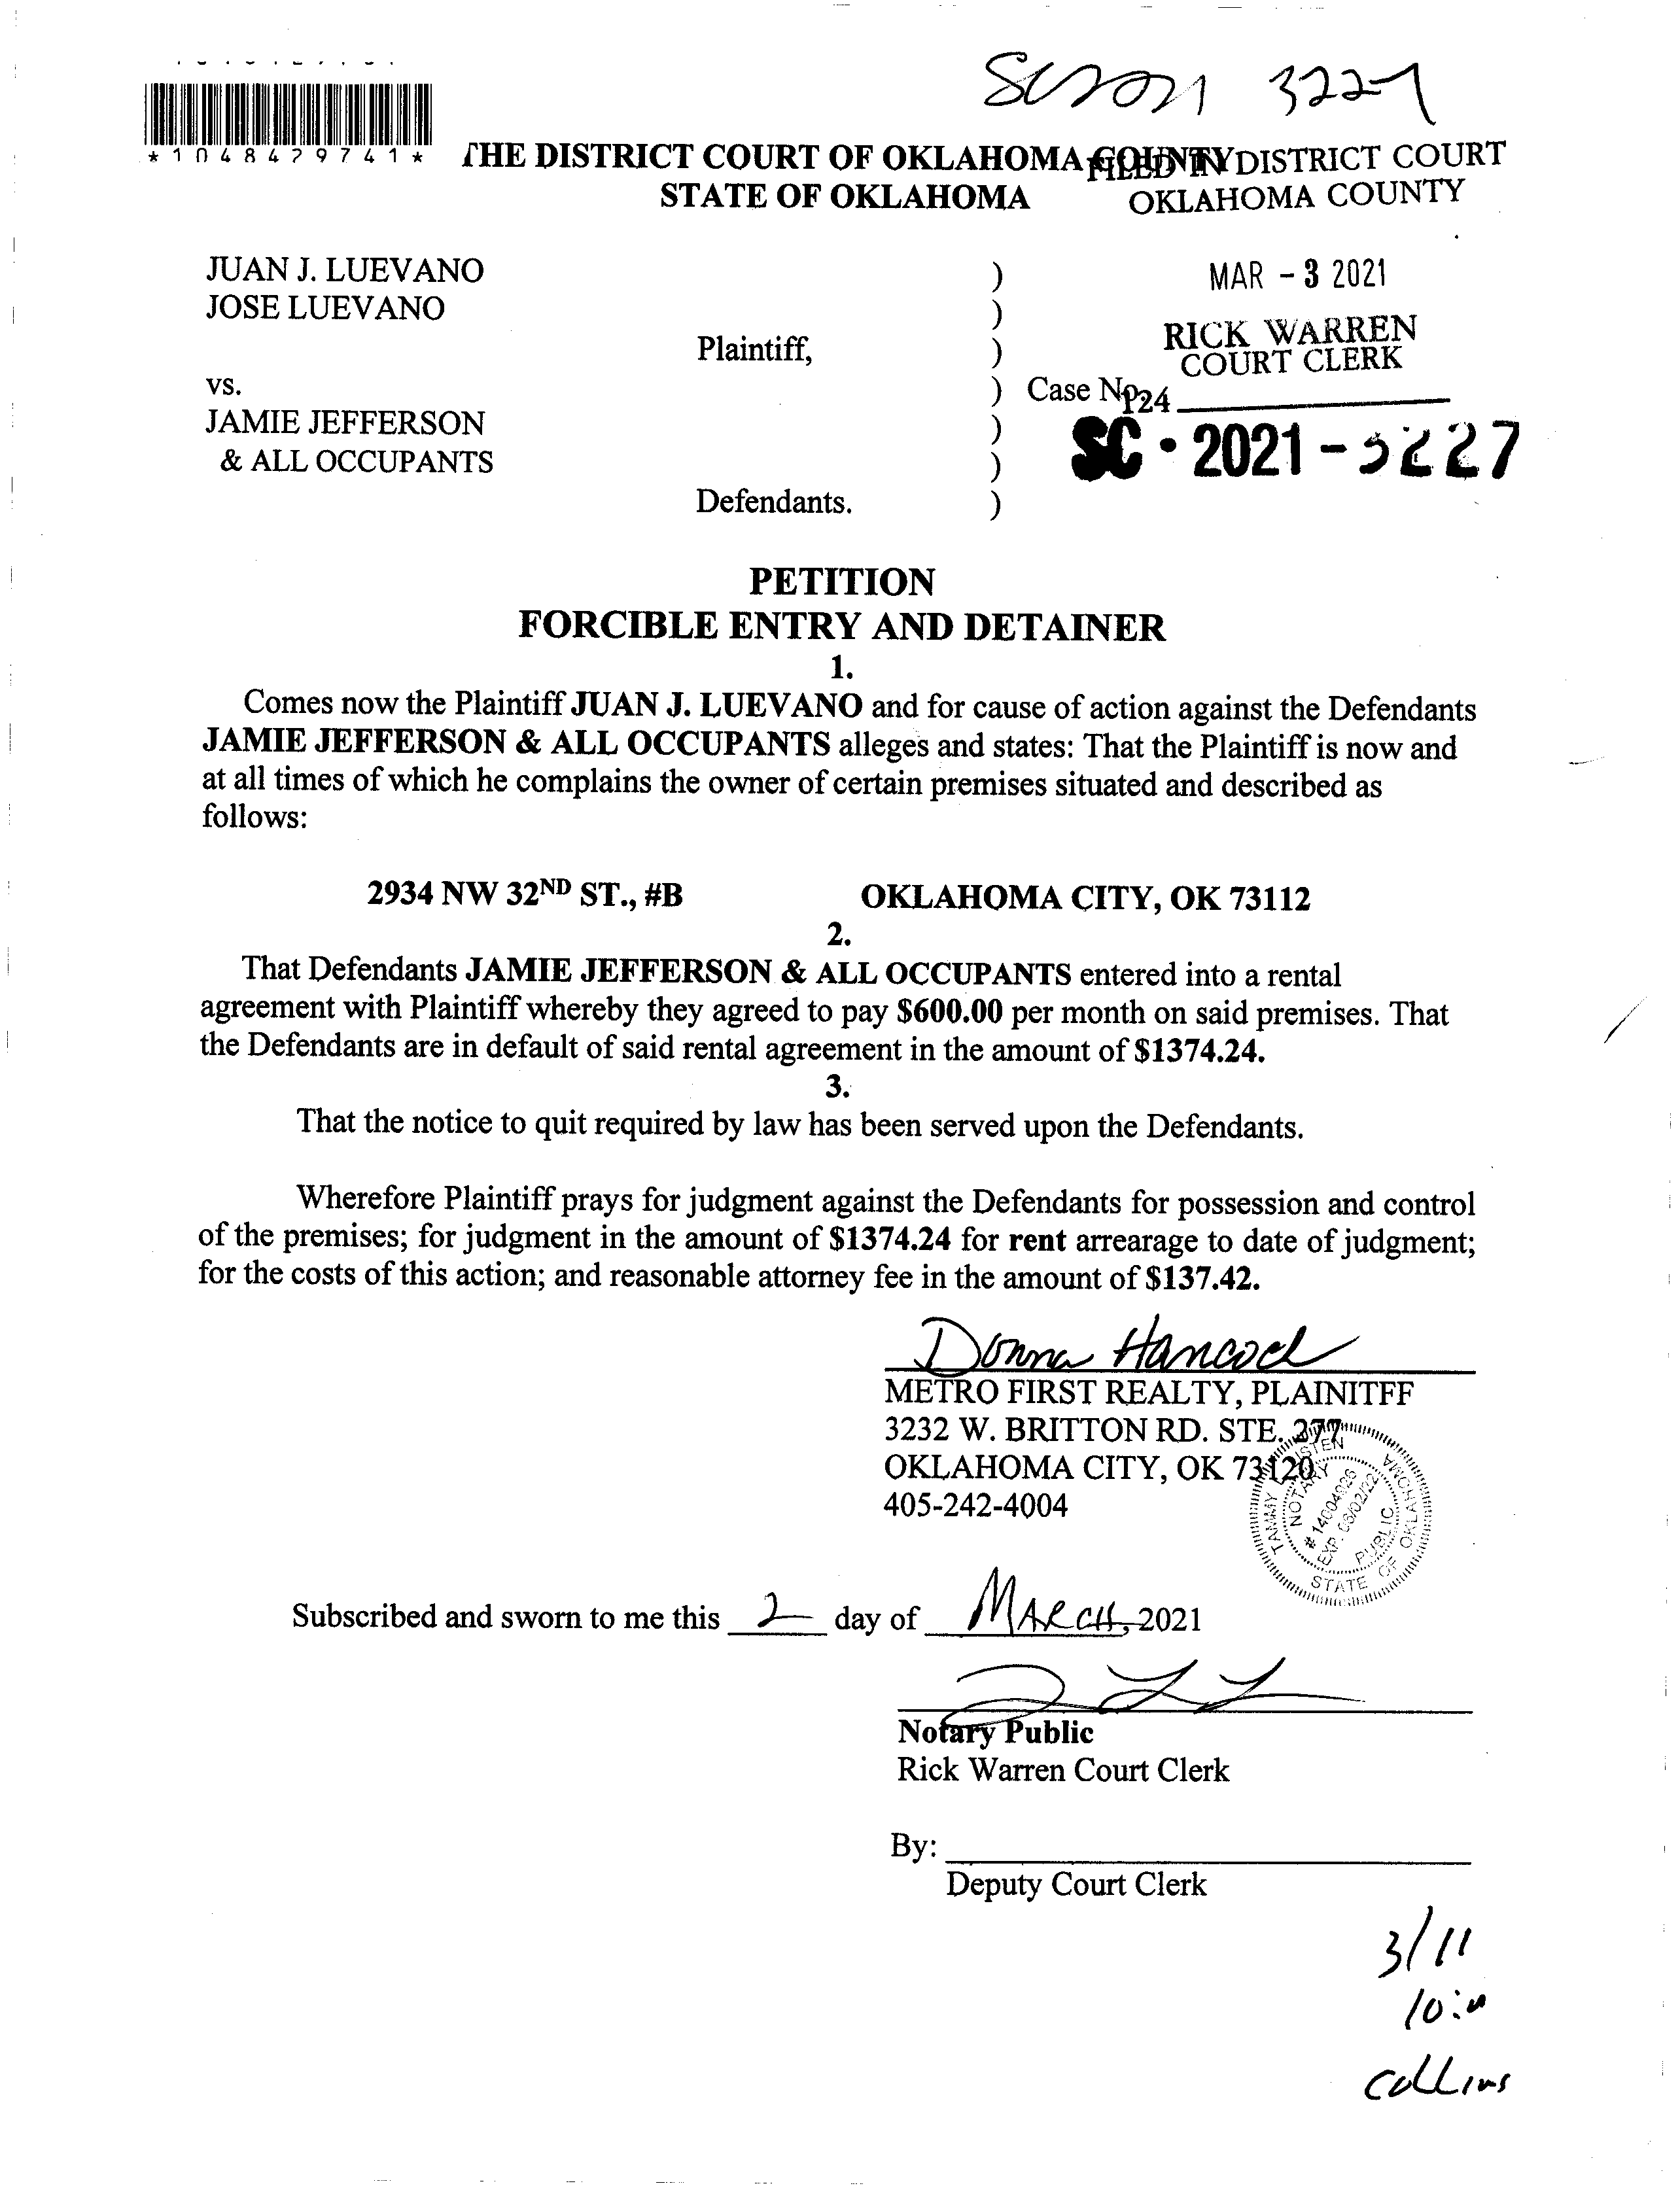 SC2021 3227
*1048429741*
THE DISTRICT COURT OF OKLAHOMA COUNTY
STATE OF OKLAHOMA
FILED IN DISTRICT COURT
OKLAHOMA COUNTY
MAR - 3 2021
RICK WARREN
COURT CLERK
JUAN J. LUEVANO )
JOSE LUEVANO )
Plaintiff, )
vs. ) Case No.
124
JAMIE JEFFERSON )
SC • 2021 - 3227
& ALL OCCUPANTS )
Defendants. )
PETITION
FORCIBLE ENTRY AND DETAINER
1.
Comes now the Plaintiff JUAN J. LUEVANO and for cause of action against the Defendants
JAMIE JEFFERSON & ALL OCCUPANTS alleges and states: That the Plaintiff is now and
at all times of which he complains the owner of certain premises situated and described as
follows:
2934 NW 32ND ST., #B OKLAHOMA CITY, OK 73112
2.
That Defendants JAMIE JEFFERSON & ALL OCCUPANTS entered into a rental
agreement with Plaintiff whereby they agreed to pay $600.00 per month on said premises. That
the Defendants are in default of said rental agreement in the amount of $1374.24.
3.
That the notice to quit required by law has been served upon the Defendants.
Wherefore Plaintiff prays for judgment against the Defendants for possession and control
of the premises; for judgment in the amount of $1374.24 for rent arrearage to date of judgment;
for the costs of this action; and reasonable attorney fee in the amount of $137.42.
Donna Hancock
METRO FIRST REALTY, PLAINITFF
3232 W. BRITTON RD. STE. 277
OKLAHOMA CITY, OK 73120
405-242-4004
TAMMY
NOTARY
# 14004926
EXP. 06/02/22
PUBLIC
STATE OF OKLAHOMA
Subscribed and sworn to me this 2 day of MARCH, 2021
Notary Public
Rick Warren Court Clerk
By:
Deputy Court Clerk
3/11
Collins